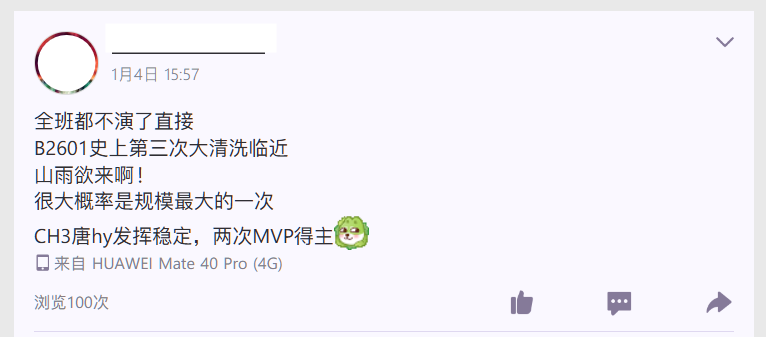 1月4日 15:57
全班都不演了直接
B2601史上第三次大清洗临近
山雨欲来啊！
很大概率是规模最大的一次
CH3唐hy发挥稳定，两次MVP得主
来自 HUAWEI Mate 40 Pro (4G)
浏览100次